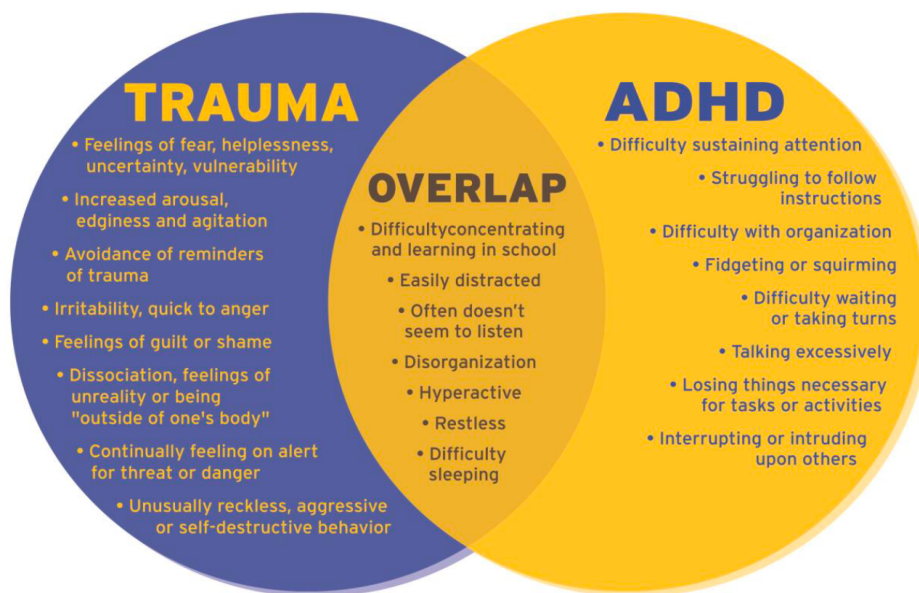 TRAUMA
• Feelings of fear, helplessness,
uncertainty, vulnerability
• Increased arousal,
edginess and agitation
• Avoidance of reminders
of trauma
• Irritability, quick to anger
• Feelings of guilt or shame
• Dissociation, feelings of
unreality or being
"outside of one's body"
• Continually feeling on alert
for threat or danger
• Unusually reckless, aggressive
or self-destructive behavior
OVERLAP
• Difficultyconcentrating
and learning in school
• Easily distracted
• Often doesn't
seem to listen
• Disorganization
• Hyperactive
• Restless
• Difficulty
sleeping
ADHD
• Difficulty sustaining attention
• Struggling to follow
instructions
• Difficulty with organization
• Fidgeting or squirming
• Difficulty waiting
or taking turns
• Talking excessively
• Losing things necessary
for tasks or activities
• Interrupting or intruding
upon others